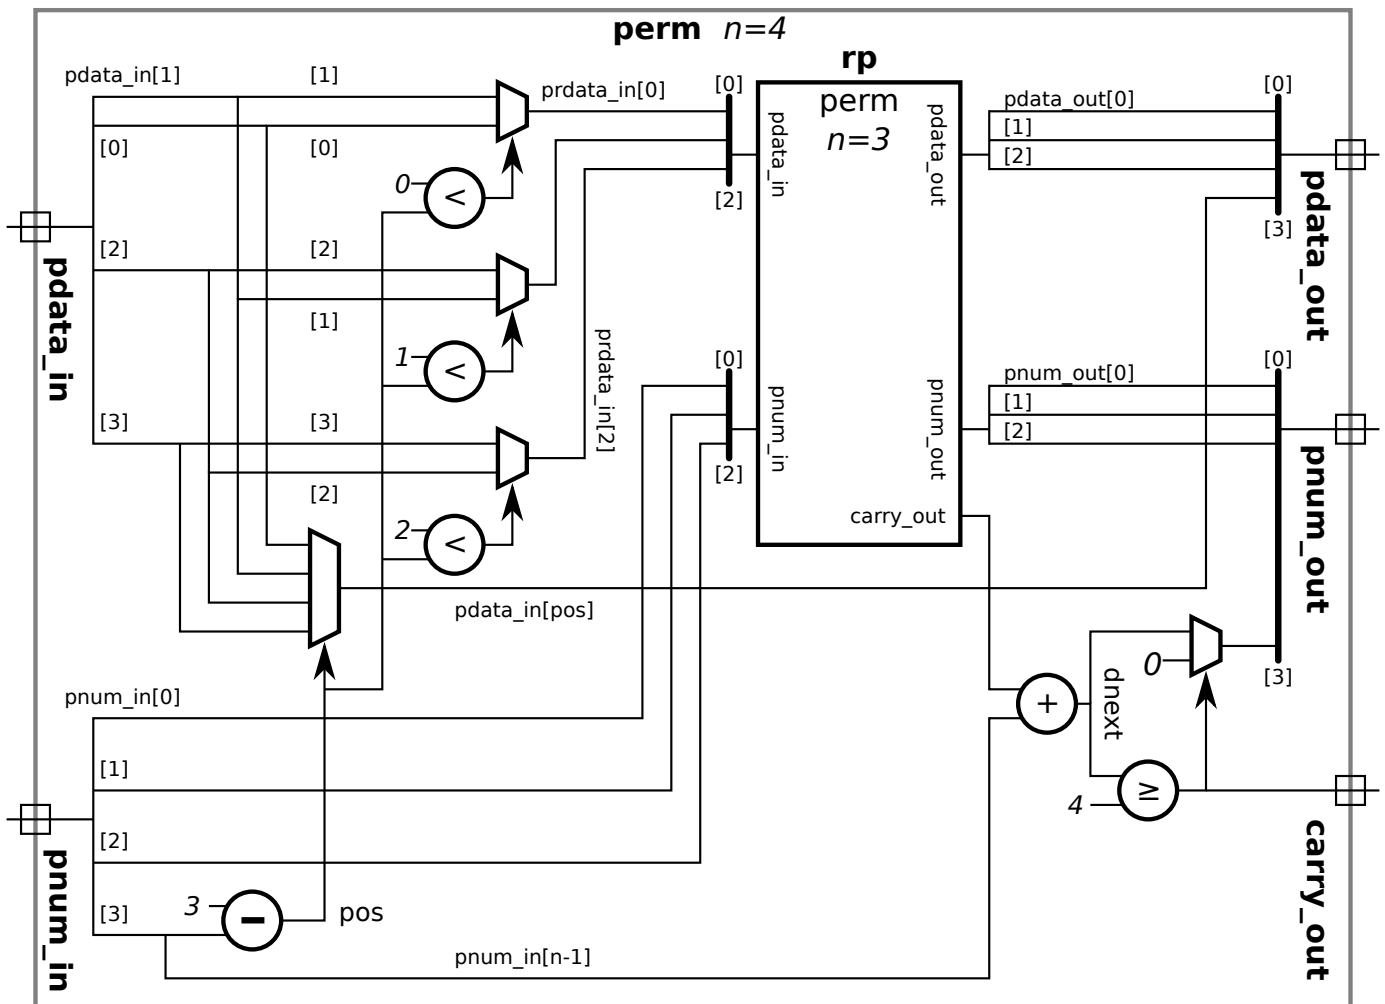 perm n=4
rp
pdata_in[1]
[1]
[0]
[0]
prdata_in[0]
0
<
[2]
[2]
[1]
1
<
[3]
[3]
[2]
2
<
prdata_in[2]
pdata_in
[0]
[2]
[0]
[2]
perm
n=3
pdata_in
pnum_in
pdata_out
pnum_out
carry_out
pdata_out[0]
[1]
[2]
[0]
[3]
pdata_out
pnum_out[0]
[1]
[2]
[0]
[3]
pnum_out
pdata_in[pos]
pnum_in[0]
[1]
[2]
[3]
pnum_in
3
−
pos
pnum_in[n-1]
+
dnext
0
4
≥
carry_out